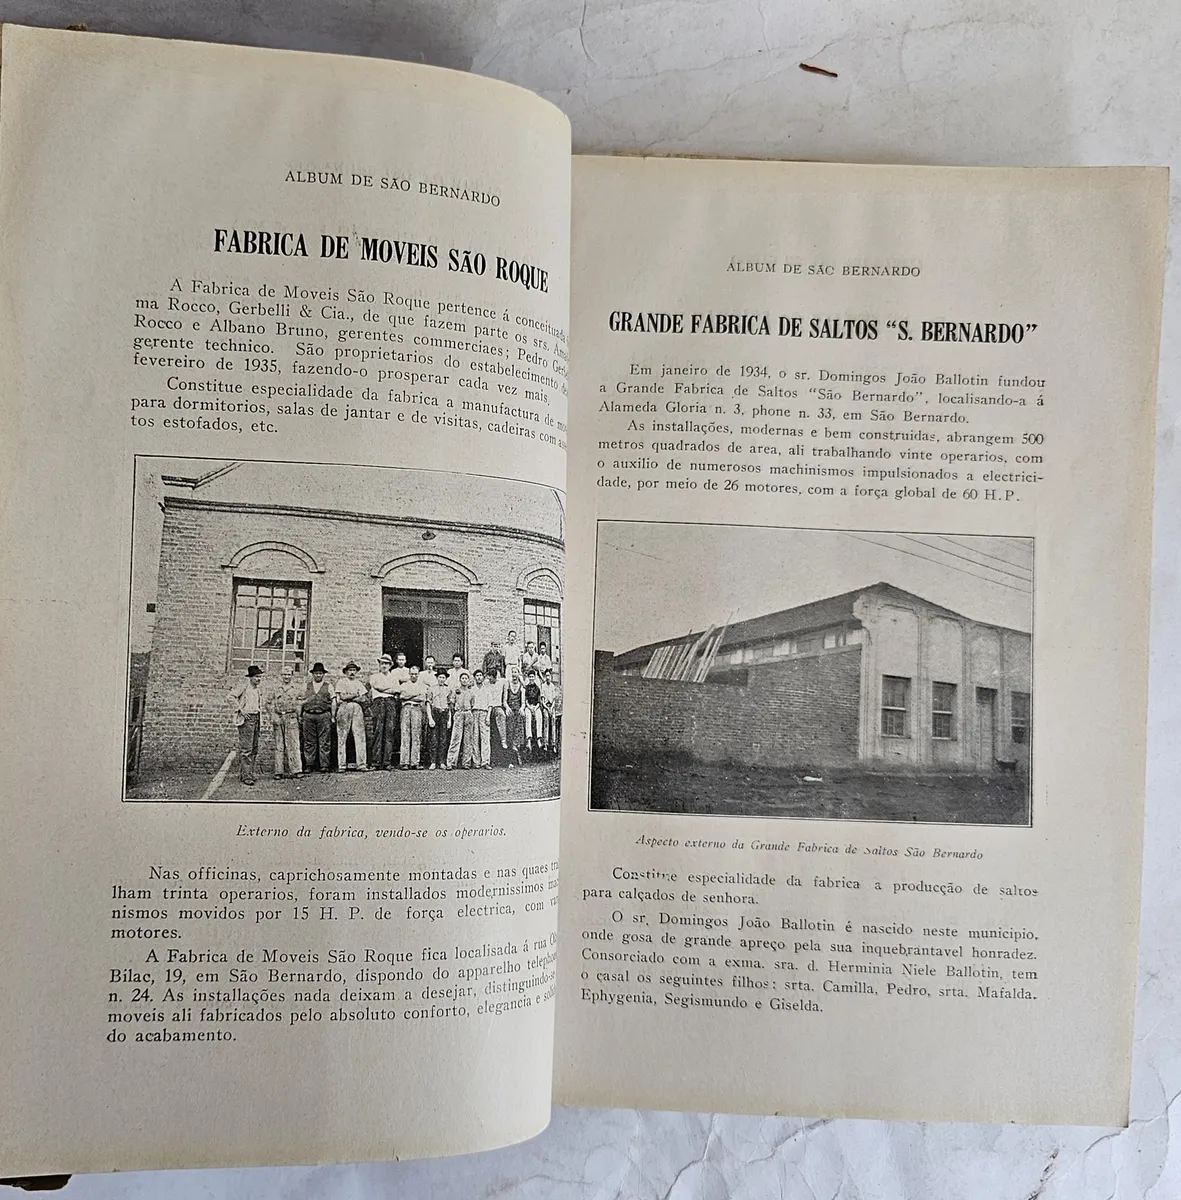 ALBUM DE SÃO BERNARDO
FABRICA DE MOVEIS SÃO ROQUE
A Fabrica de Moveis São Roque pertence á conceituada
ma Rocco, Gerbelli & Cia., de que fazem parte os srs.
Rocco e Albano Bruno, gerentes commerciaes; Pedro
gerente technico. São proprietarios do estabelecimento
fevereiro de 1935, fazendo-o prosperar cada vez mais.
Constitue especialidade da fabrica a manufactura de
para dormitorios, salas de jantar e de visitas, cadeiras com
tos estofados, etc.
Externo da fabrica, vendo-se os operarios.
Nas officinas, caprichosamente montadas e nas quaes
lham trinta operarios, foram installados modernissimos
nismos movidos por 15 H. P. de força electrica, com
motores.
A Fabrica de Moveis São Roque fica localisada á rua
Bilac, 19, em São Bernardo, dispondo do apparelho
n. 24. As installações nada deixam a desejar, distinguindo-se
moveis ali fabricados pelo absoluto conforto, elegancia e
do acabamento.
ALBUM DE SÃO BERNARDO
GRANDE FABRICA DE SALTOS “S. BERNARDO”
Em janeiro de 1934, o sr. Domingos João Ballotin fundou
a Grande Fabrica de Saltos “São Bernardo”, localisando-a á
Alameda Gloria n. 3, phone n. 33, em São Bernardo.
As installações, modernas e bem construidas, abrangem 500
metros quadrados de area, ali trabalhando vinte operarios, com
o auxilio de numerosos machinismos impulsionados a electrici-
dade, por meio de 26 motores, com a força global de 60 H.P.
Aspecto externo da Grande Fabrica de Saltos São Bernardo
Constitue especialidade da fabrica a producção de saltos
para calçados de senhora.
O sr. Domingos João Ballotin é nascido neste municipio,
onde gosa de grande apreço pela sua inquebrantavel honradez.
Consorciado com a exma. sra. d. Herminia Niele Ballotin, tem
o casal os seguintes filhos: srta. Camilla, Pedro, srta. Mafalda,
Ephygenia, Segismundo e Giselda.